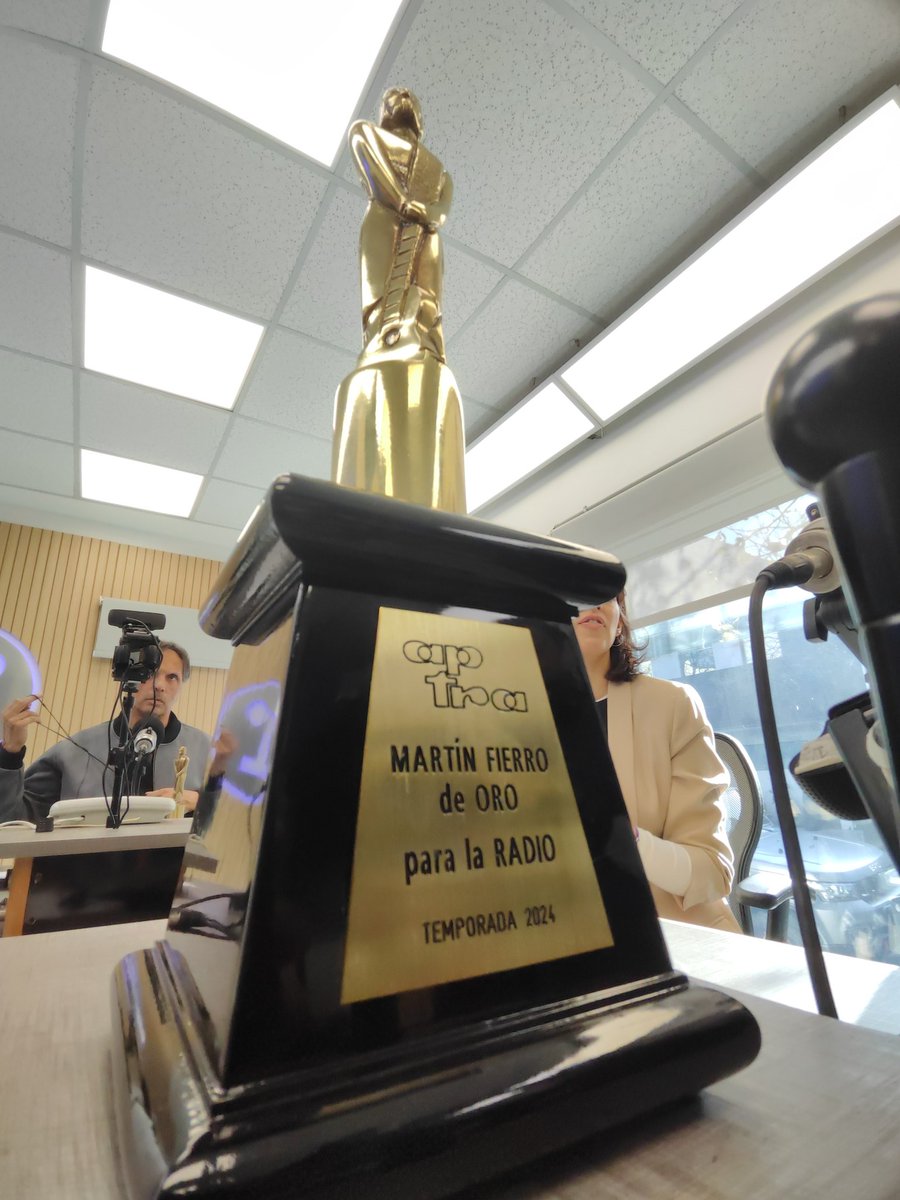 aptra
MARTÍN FIERRO
de ORO
para la RADIO
TEMPORADA 2024